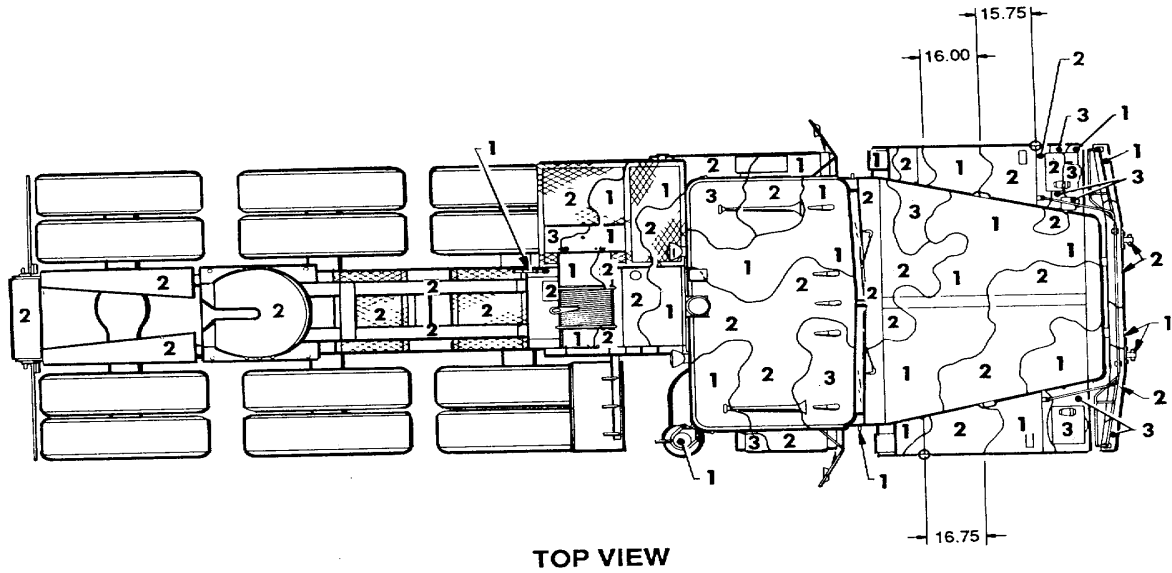 15.75
16.00 2
3 1
1 1
2 1 1 2 1 2 2 3 3
2 1 1 3 2 1 2 3
2
3 1 2 1
1 1 1
1 2 1 2 1 2 2
2 2 2 2 2
2 2 2 2 2 2 1
2 1 2 1 2
2
1 2 3 1 2 1 2
1 2 1 3 3
3 2
1 1
16.75
TOP VIEW